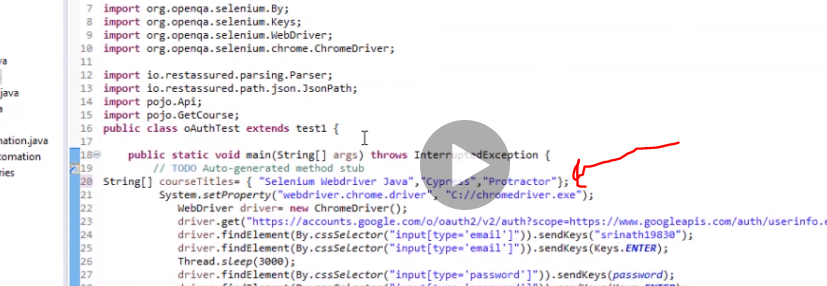 va
java
a
nation.java
tomation
ries
7 import org.openqa.selenium.By;
8 import org.openqa.selenium.Keys;
9 import org.openqa.selenium.WebDriver;
10 import org.openqa.selenium.chrome.ChromeDriver;
11
12 import io.restassured.parsing.Parser;
13 import io.restassured.path.json.JsonPath;
14 import pojo.Api;
15 import pojo.GetCourse;
16 public class oAuthTest extends test1 {
17
18 public static void main(String[] args) throws InterruptedException {
19 // TODO Auto-generated method stub
20 String[] courseTitles= { "Selenium Webdriver Java","Cypress","Protractor"};
21 System.setProperty("webdriver.chrome.driver", "C://chromedriver.exe");
22 WebDriver driver= new ChromeDriver();
23 driver.get("https://accounts.google.com/o/oauth2/v2/auth?scope=https://www.googleapis.com/auth/userinfo.e
24 driver.findElement(By.cssSelector("input[type='email']")).sendKeys("srinath19830");
25 driver.findElement(By.cssSelector("input[type='email']")).sendKeys(Keys.ENTER);
26 Thread.sleep(3000);
27 driver.findElement(By.cssSelector("input[type='password']")).sendKeys(password);